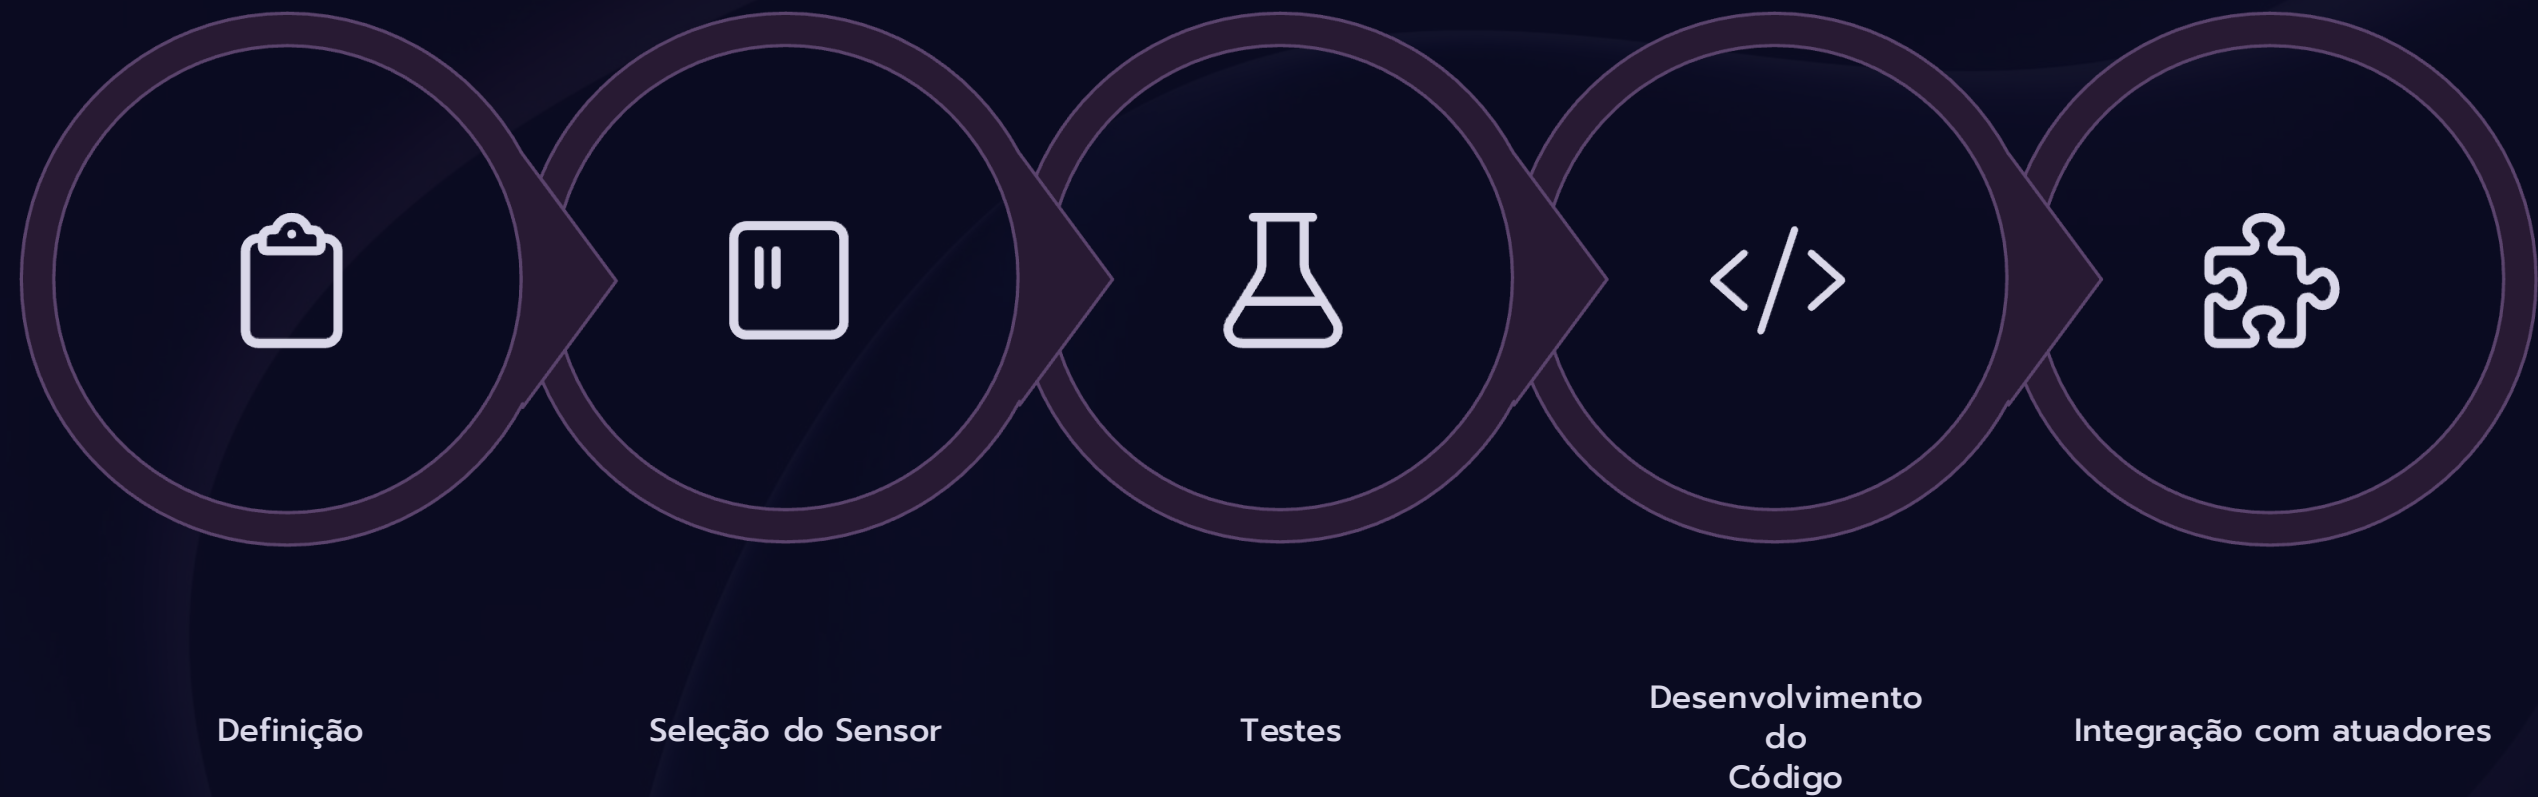 Definição
Seleção do Sensor
Testes
Desenvolvimento
do
Código
Integração com atuadores